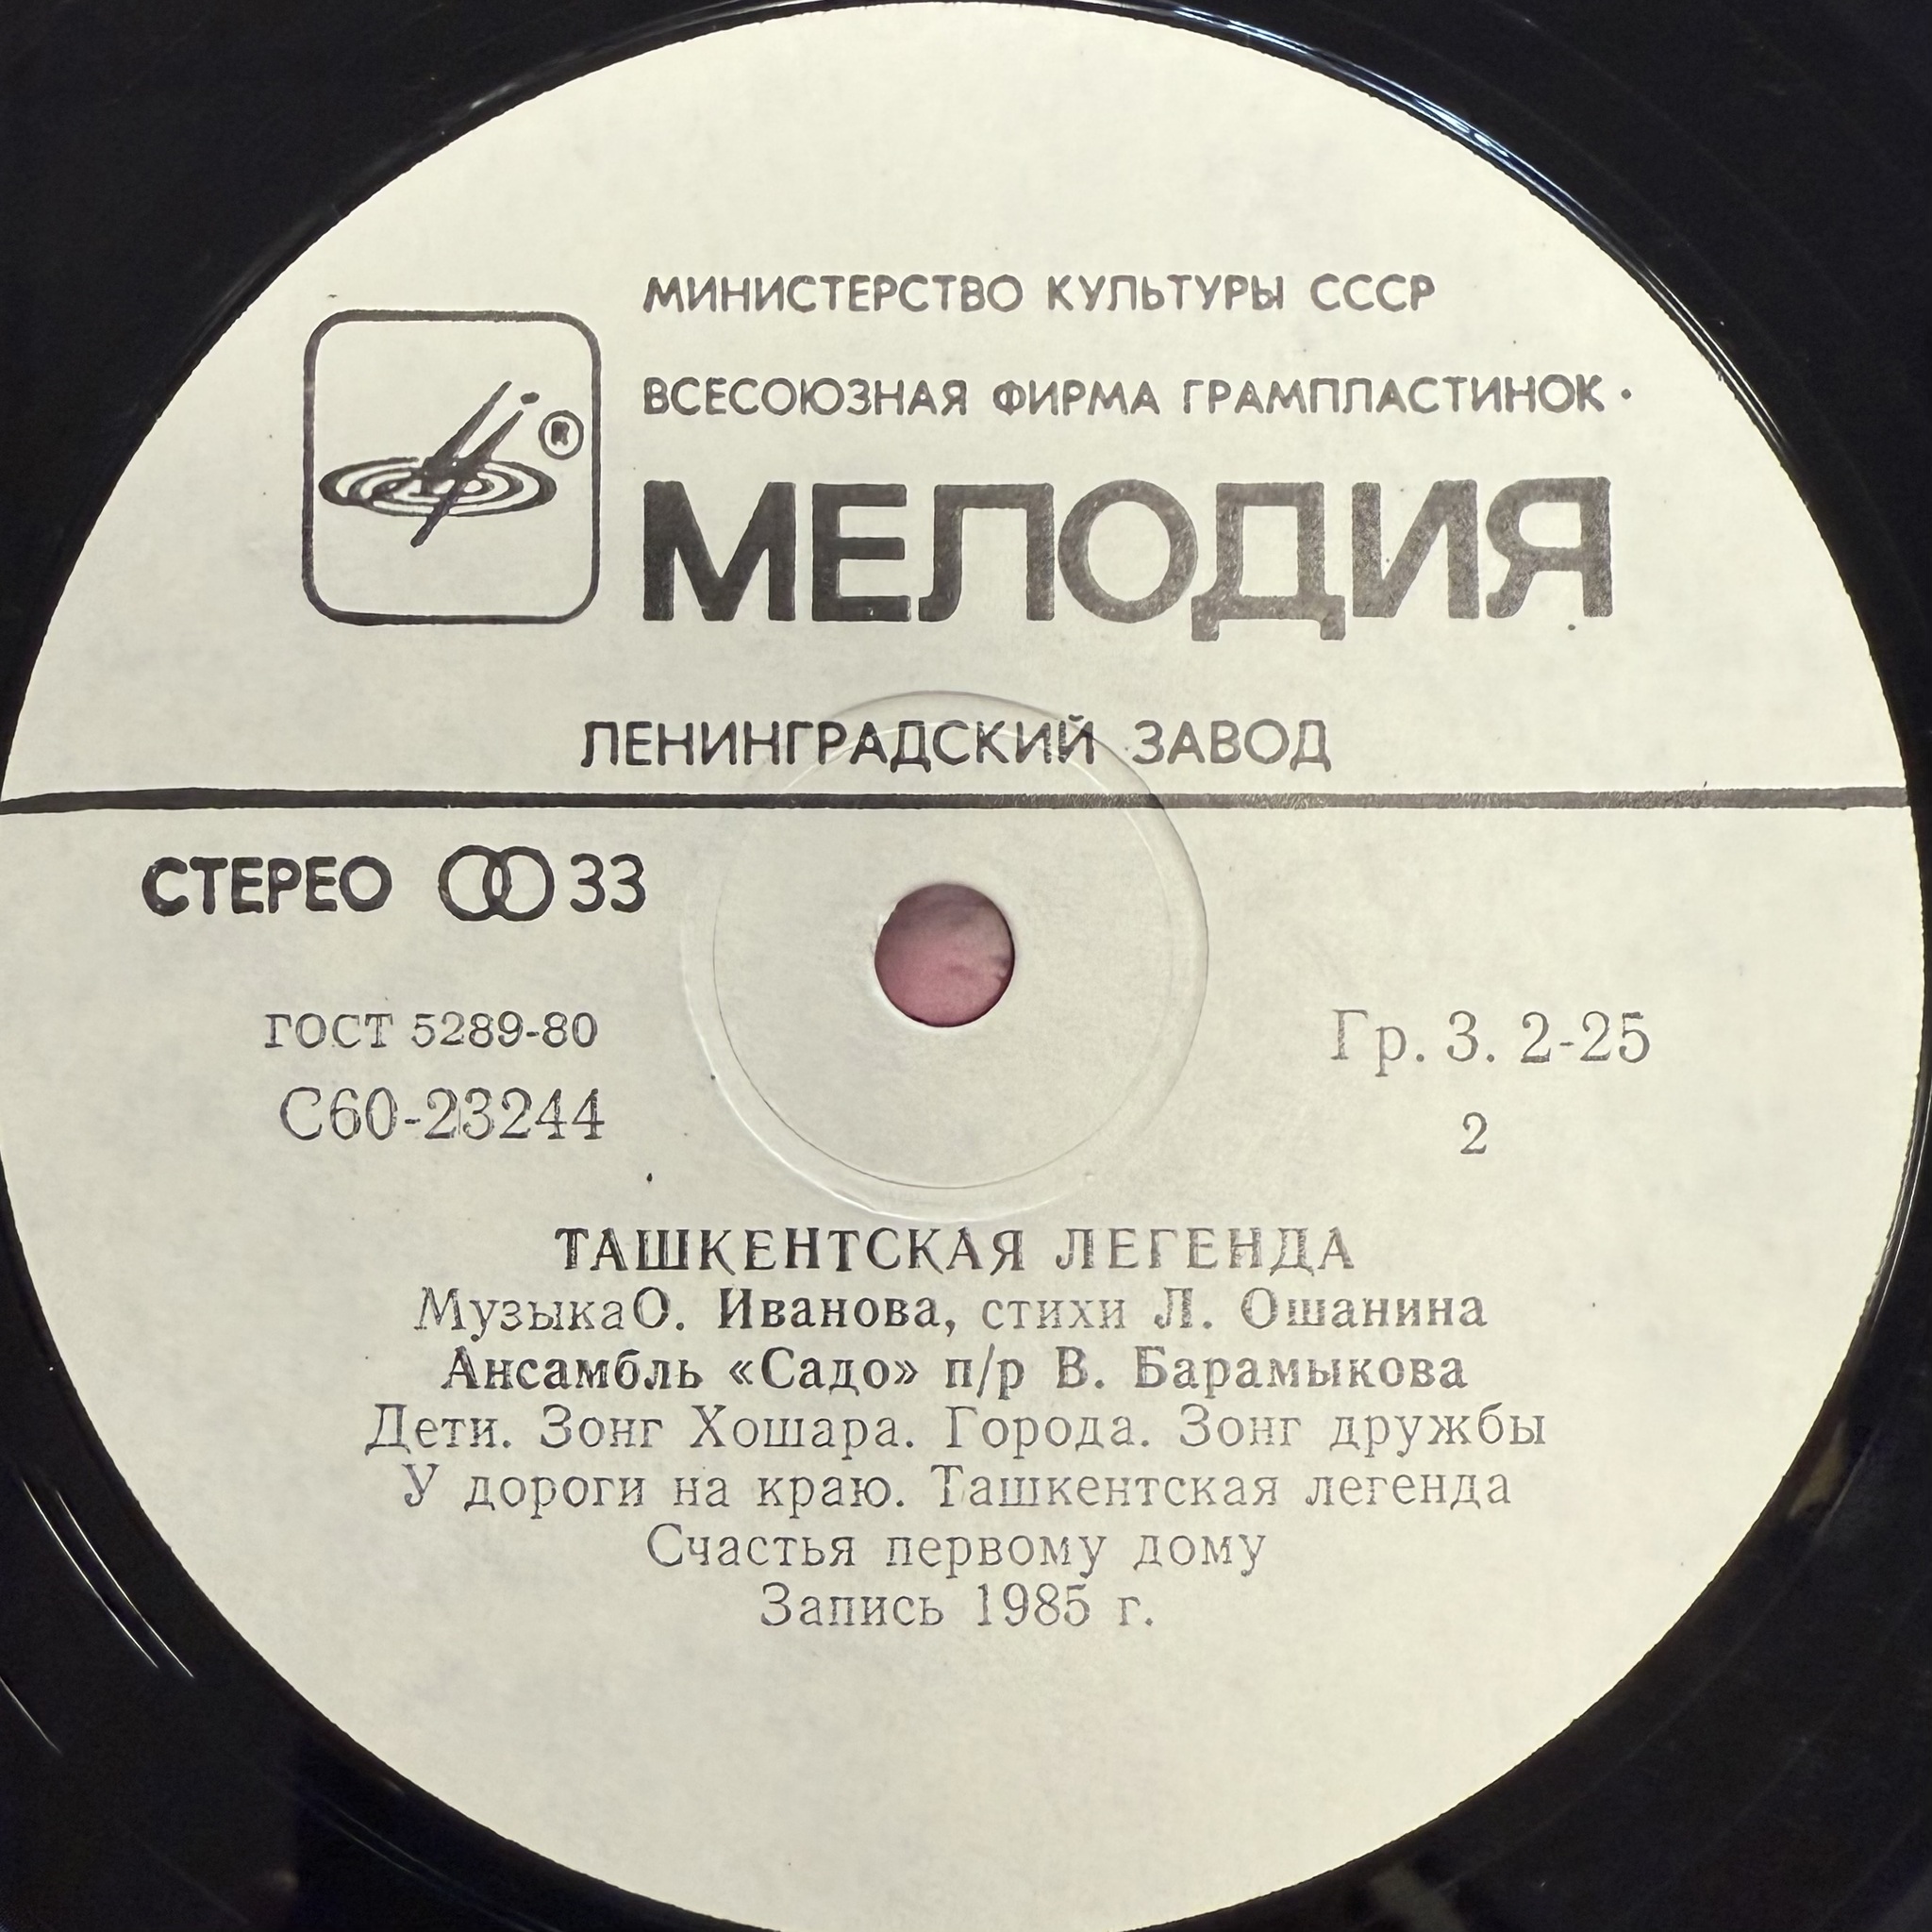 МИНИСТЕРСТВО КУЛЬТУРЫ СССР
ВСЕСОЮЗНАЯ ФИРМА ГРАМПЛАСТИНОК
®
МЕЛОДИЯ
ЛЕНИНГРАДСКИЙ ЗАВОД
СТЕРЕО 33
ГОСТ 5289-80
Гр. 3. 2-25
С60-23244
2
ТАШКЕНТСКАЯ ЛЕГЕНДА
Музыка О. Иванова, стихи Л. Ошанина
Ансамбль «Садо» п/р В. Барамыкова
Дети. Зонг Хошара. Города. Зонг дружбы
У дороги на краю. Ташкентская легенда
Счастья первому дому
Запись 1985 г.